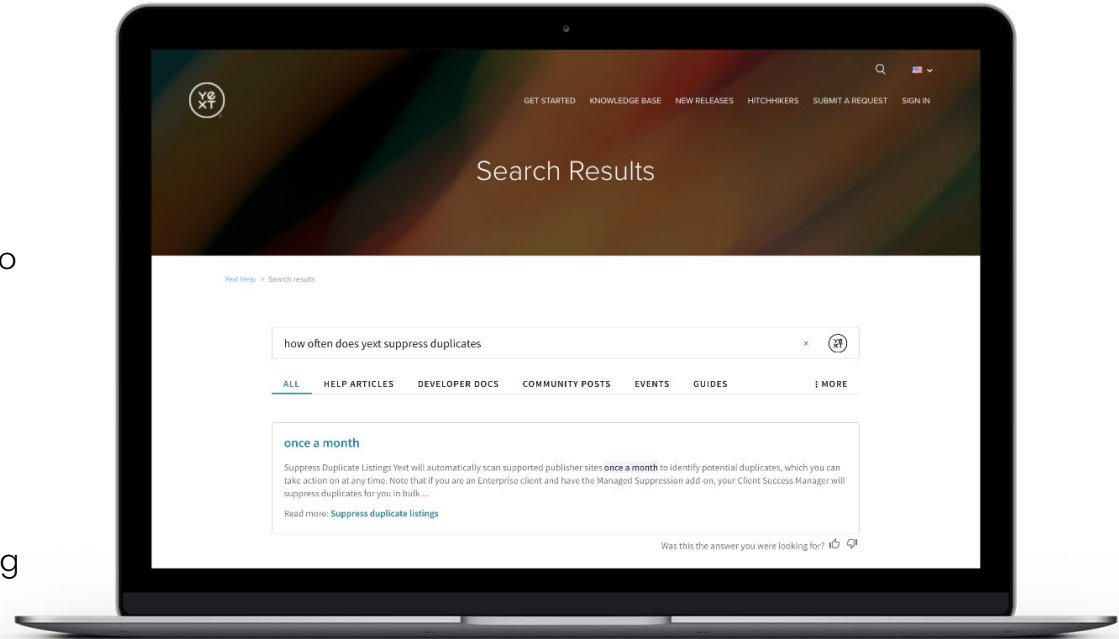 YEXT
GET STARTED KNOWLEDGE BASE NEW RELEASES HITCHHIKERS SUBMIT A REQUEST SIGN IN
Search Results
o
Yext Help > Search results
how often does yext suppress duplicates × YEXT
ALL HELP ARTICLES DEVELOPER DOCS COMMUNITY POSTS EVENTS GUIDES ⋮ MORE
once a month
Suppress Duplicate Listings Yext will automatically scan supported publisher sites once a month to identify potential duplicates, which you can
take action on at any time. Note that if you are an Enterprise client and have the Managed Suppression add-on, your Client Success Manager will
suppress duplicates for you in bulk ...
Read more: Suppress duplicate listings
Was this the answer you were looking for?
g